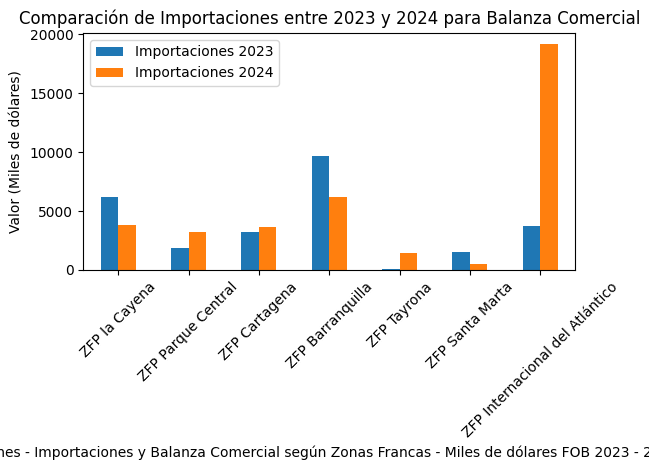 Comparación de Importaciones entre 2023 y 2024 para Balanza Comercial
Importaciones 2023
Importaciones 2024
Valor (Miles de dólares)
20000
15000
10000
5000
0
ZFP la Cayena
ZFP Parque Central
ZFP Cartagena
ZFP Barranquilla
ZFP Tayrona
ZFP Santa Marta
ZFP Internacional del Atlántico
nes - Importaciones y Balanza Comercial según Zonas Francas - Miles de dólares FOB 2023 - 2